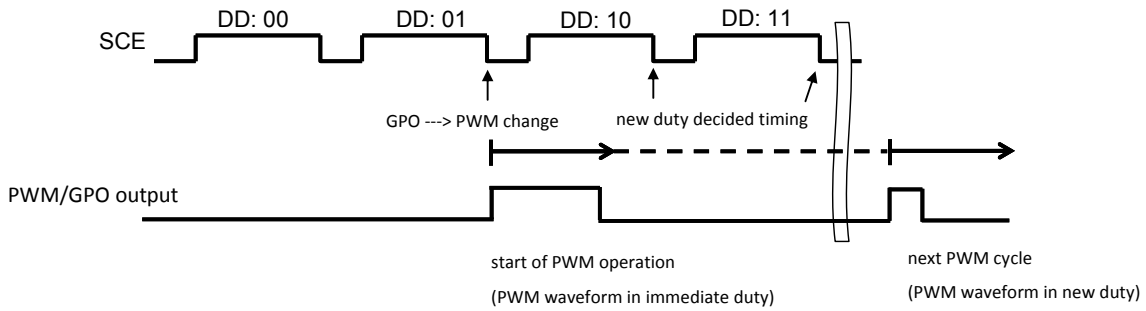 DD: 00 DD: 01 DD: 10 DD: 11
SCE
GPO ---> PWM change new duty decided timing
PWM/GPO output
start of PWM operation next PWM cycle
(PWM waveform in immediate duty) (PWM waveform in new duty)